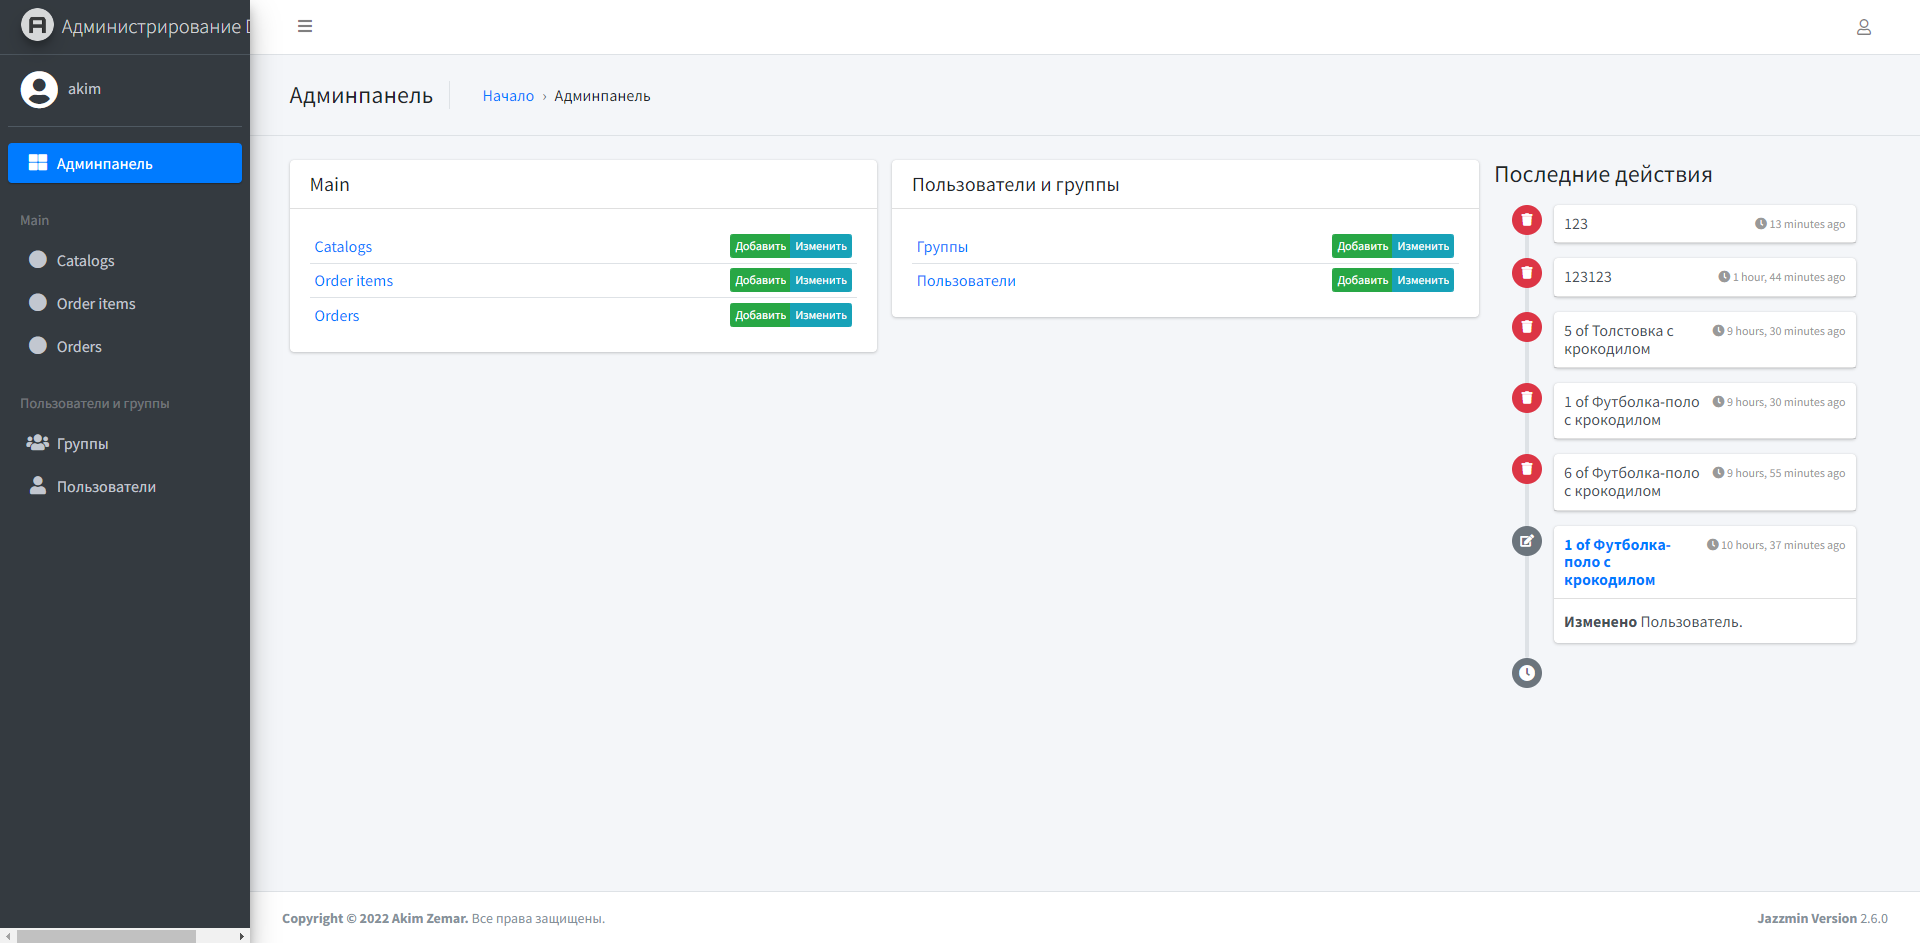 Администрирование
akim
Админпанель
Main
Catalogs
Order items
Orders
Пользователи и группы
Группы
Пользователи
Админпанель
Начало › Админпанель
Main
Catalogs Добавить Изменить
Order items Добавить Изменить
Orders Добавить Изменить
Пользователи и группы
Группы Добавить Изменить
Пользователи Добавить Изменить
Последние действия
123 13 minutes ago
123123 1 hour, 44 minutes ago
5 of Толстовка с 9 hours, 30 minutes ago
крокодилом
1 of Футболка-поло 9 hours, 30 minutes ago
с крокодилом
6 of Футболка-поло 9 hours, 55 minutes ago
с крокодилом
1 of Футболка- 10 hours, 37 minutes ago
поло с
крокодилом
Изменено Пользователь.
Copyright © 2022 Akim Zemar. Все права защищены.
Jazzmin Version 2.6.0